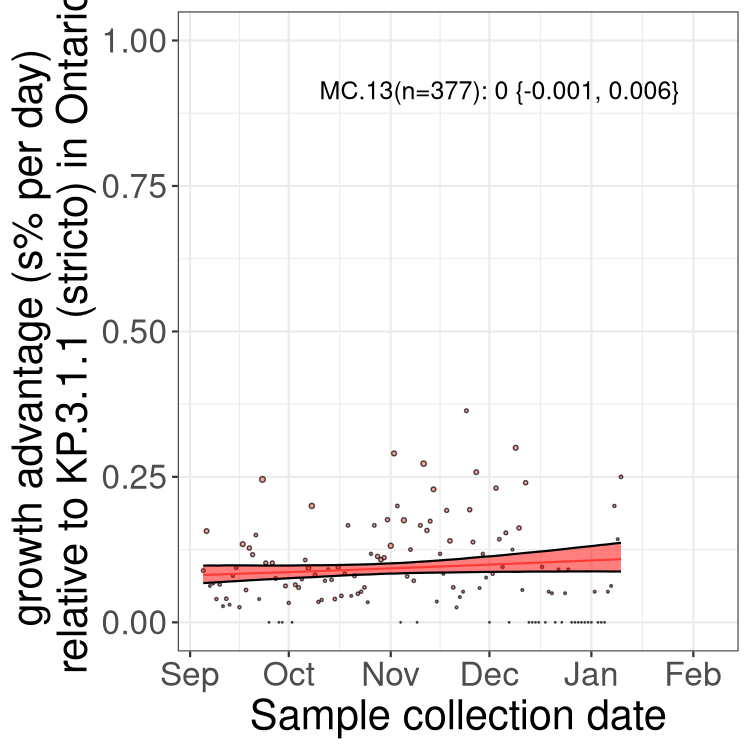 growth advantage (s% per day)
relative to KP.3.1.1 (stricto) in Ontario
1.00
0.75
0.50
0.25
0.00
MC.13(n=377): 0 {-0.001, 0.006}
Sep Oct Nov Dec Jan Feb
Sample collection date